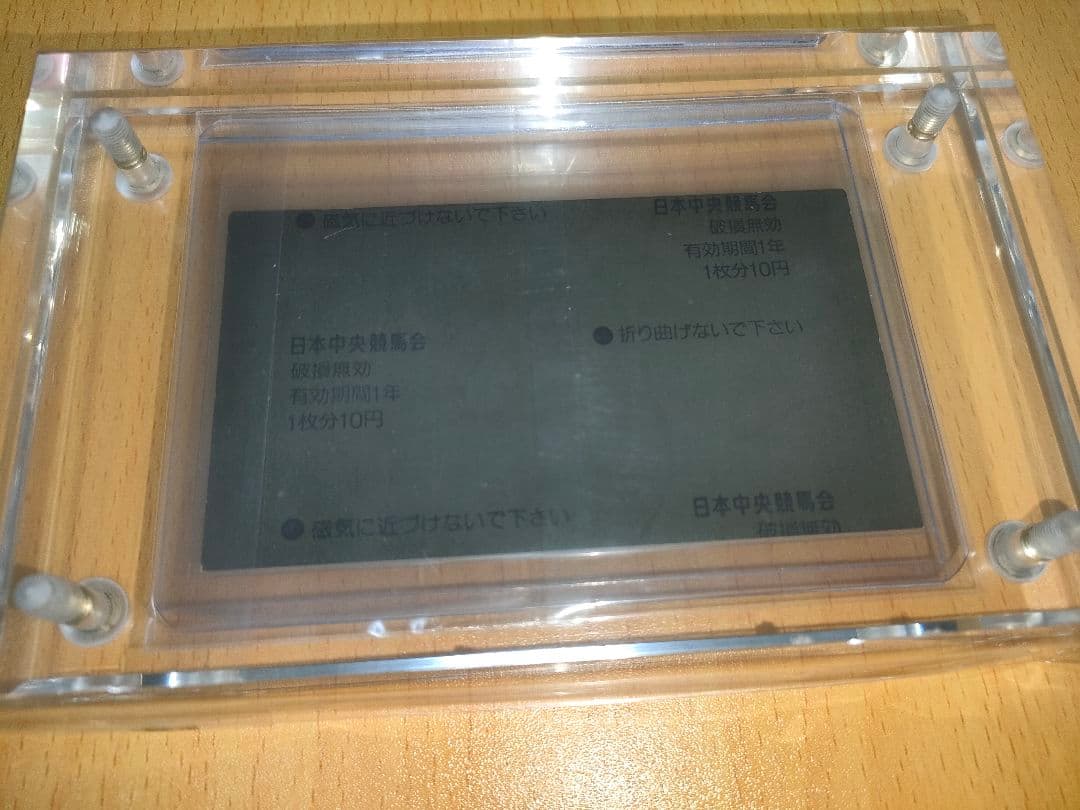 ●磁気に近づけないで下さい
日本中央競馬会
破損無効
有効期間1年
1枚分10円
日本中央競馬会
破損無効
有効期間1年
1枚分10円
●折り曲げないで下さい
●磁気に近づけないで下さい
日本中央競馬会
破損無効